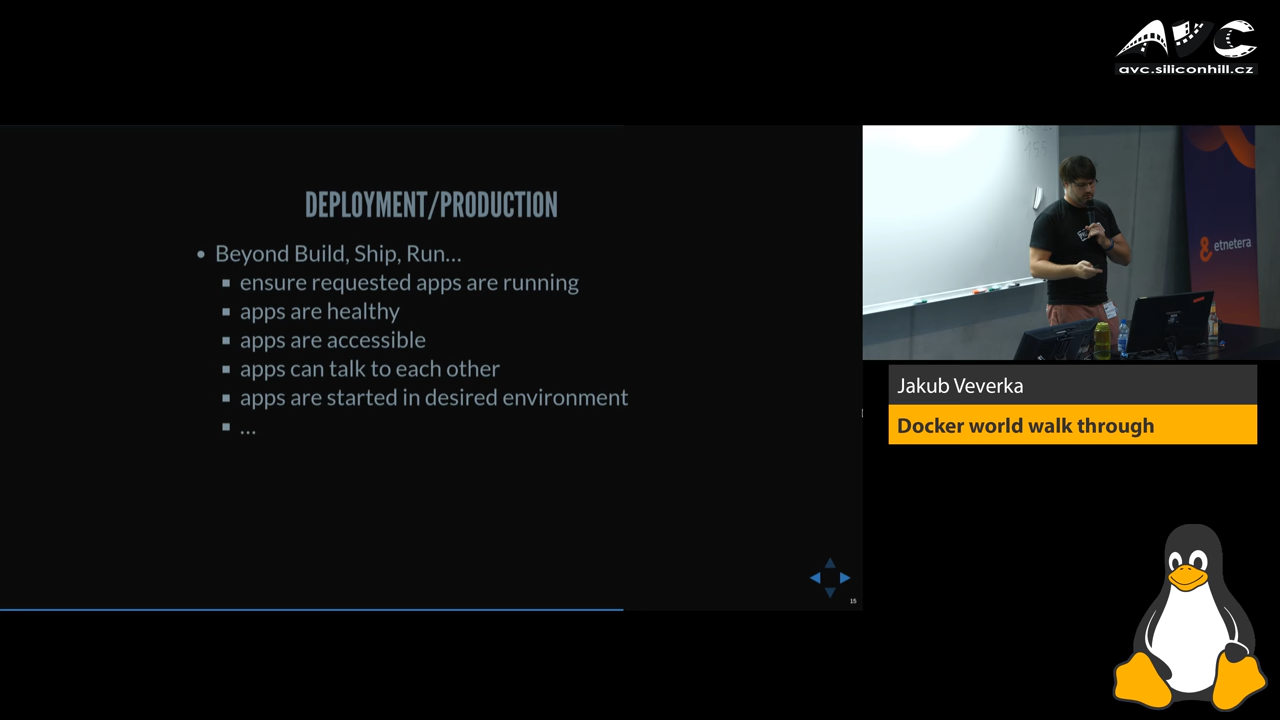 AVC
avc.siliconhill.cz
DEPLOYMENT/PRODUCTION
• Beyond Build, Ship, Run...
▪ ensure requested apps are running
▪ apps are healthy
▪ apps are accessible
▪ apps can talk to each other
▪ apps are started in desired environment
▪ ...
15
etnetera
Jakub Veverka
Docker world walk through